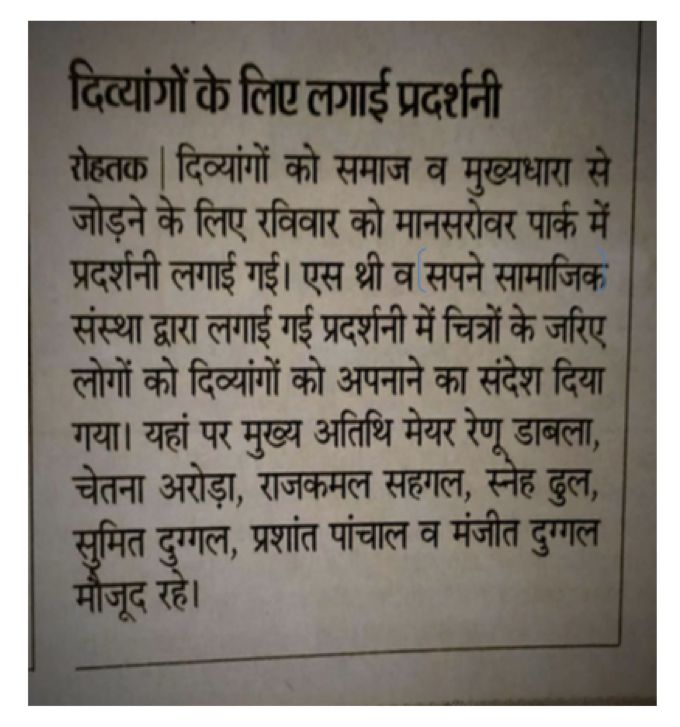 दिव्यांगों के लिए लगाई प्रदर्शनी
रोहतक | दिव्यांगों को समाज व मुख्यधारा से
जोड़ने के लिए रविवार को मानसरोवर पार्क में
प्रदर्शनी लगाई गई। एस थ्री व सपने सामाजिक
संस्था द्वारा लगाई गई प्रदर्शनी में चित्रों के जरिए
लोगों को दिव्यांगों को अपनाने का संदेश दिया
गया। यहां पर मुख्य अतिथि मेयर रेणू डाबला,
चेतना अरोड़ा, राजकमल सहगल, स्नेह ढुल,
सुमित दुग्गल, प्रशांत पांचाल व मंजीत दुग्गल
मौजूद रहे।